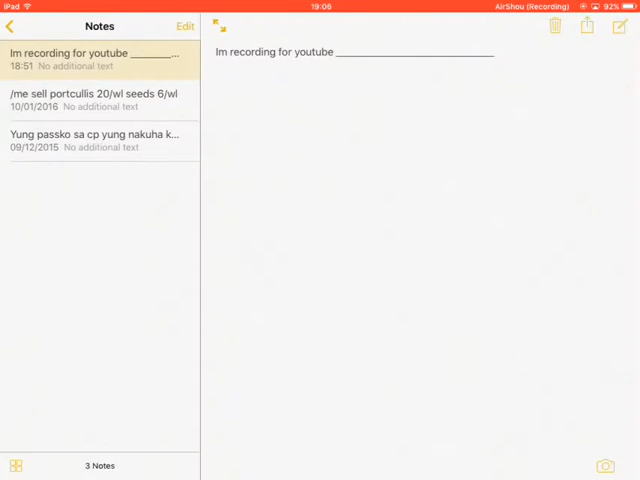 iPad 19:06 AirShou (Recording) 92%
Notes Edit
Im recording for youtube ________...
18:51 No additional text
/me sell portcullis 20/wl seeds 6/wl
10/01/2016 No additional text
Yung passko sa cp yung nakuha k...
09/12/2015 No additional text
3 Notes
Im recording for youtube ____________________________